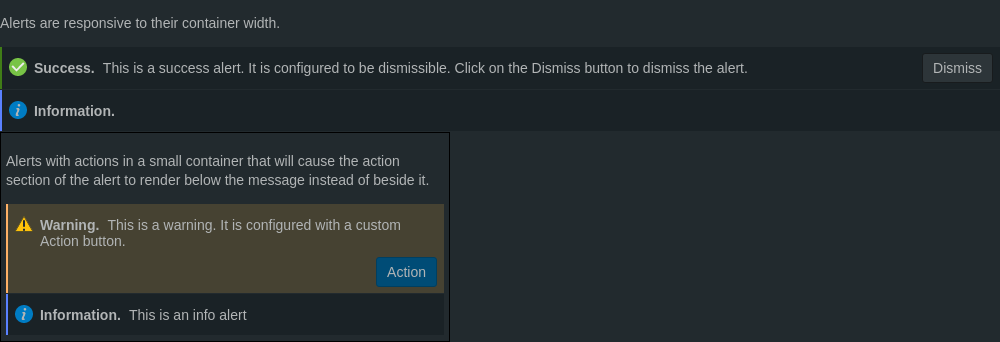 Alerts are responsive to their container width.
Success. This is a success alert. It is configured to be dismissible. Click on the Dismiss button to dismiss the alert.
Dismiss
Information.
Alerts with actions in a small container that will cause the action
section of the alert to render below the message instead of beside it.
Warning. This is a warning. It is configured with a custom
Action button.
Action
Information. This is an info alert